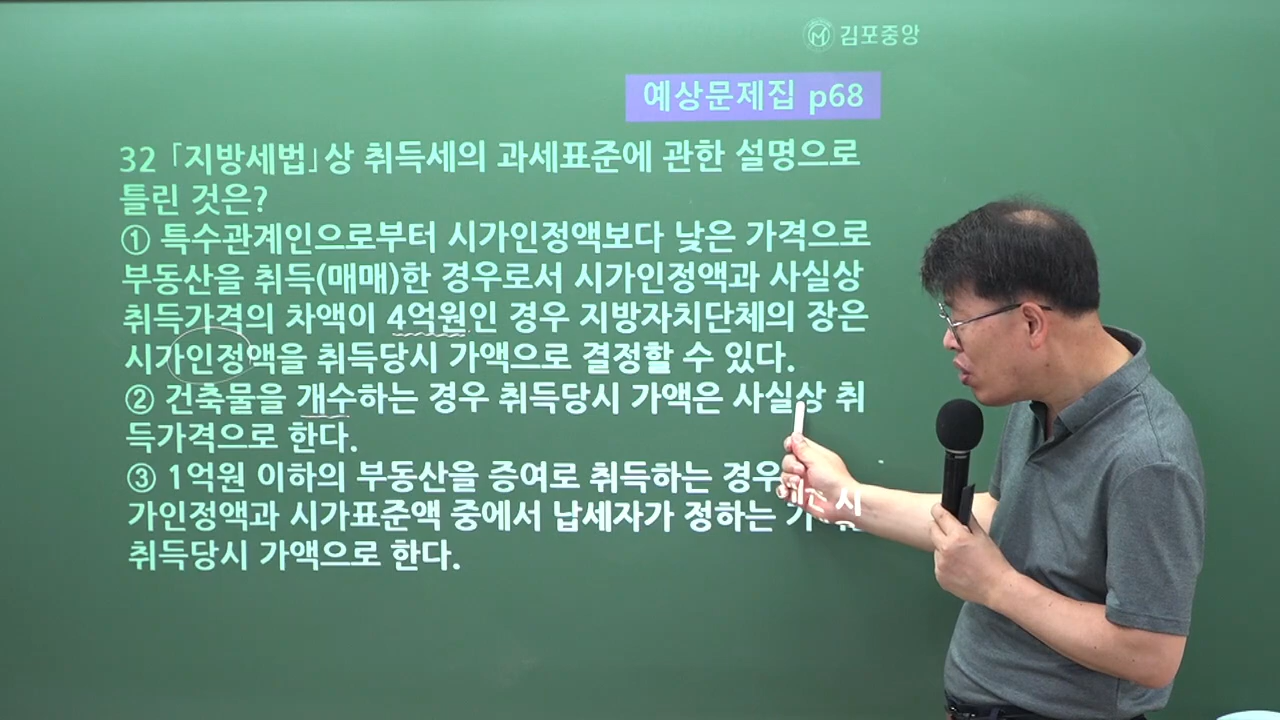 김포중앙
예상문제집 p68
32 「지방세법」상 취득세의 과세표준에 관한 설명으로
틀린 것은?
① 특수관계인으로부터 시가인정액보다 낮은 가격으로
부동산을 취득(매매)한 경우로서 시가인정액과 사실상
취득가격의 차액이 4억원인 경우 지방자치단체의 장은
시가인정액을 취득당시 가액으로 결정할 수 있다.
② 건축물을 개수하는 경우 취득당시 가액은 사실상 취
득가격으로 한다.
③ 1억원 이하의 부동산을 증여로 취득하는 경우 시
가인정액과 시가표준액 중에서 납세자가 정하는
취득당시 가액으로 한다.